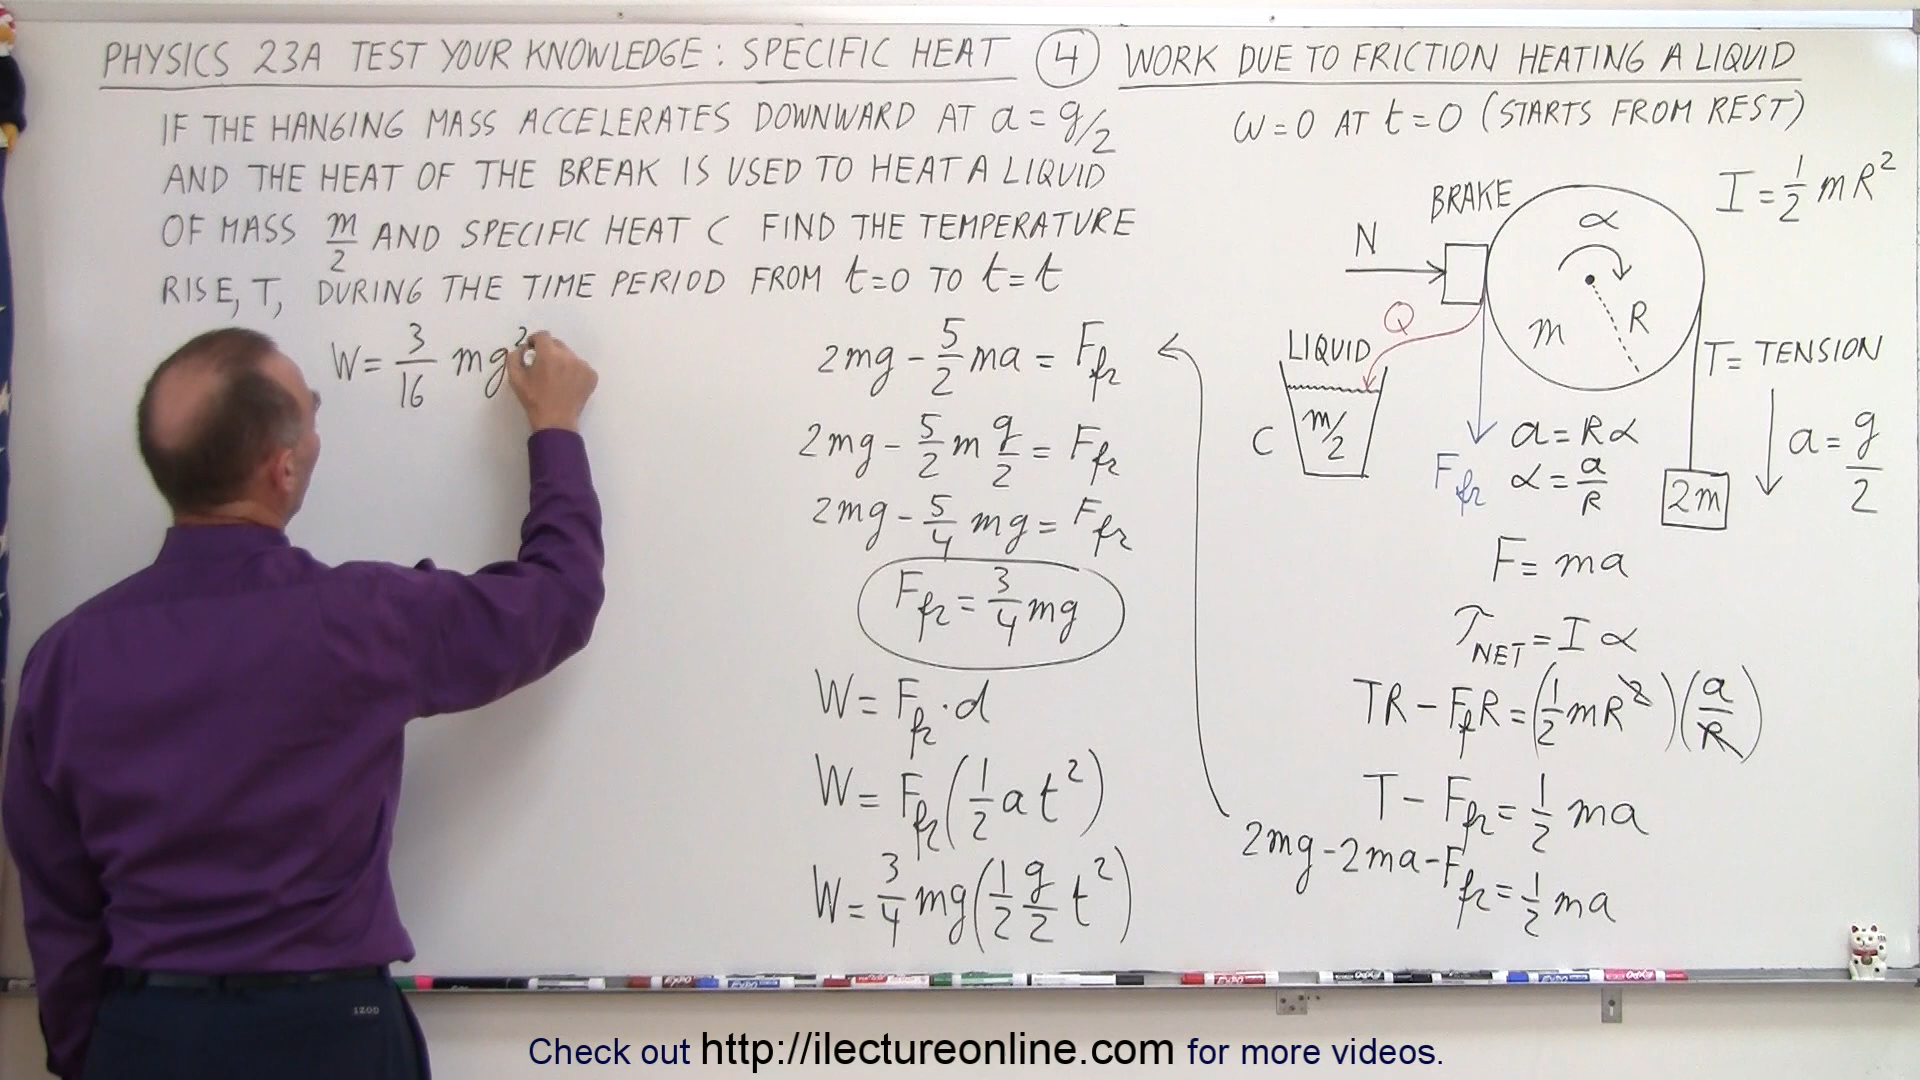 PHYSICS 23A TEST YOUR KNOWLEDGE: SPECIFIC HEAT ④ WORK DUE TO FRICTION HEATING A LIQUID
IF THE HANGING MASS ACCELERATES DOWNWARD AT a = g/2
AND THE HEAT OF THE BREAK IS USED TO HEAT A LIQUID
OF MASS m/2 AND SPECIFIC HEAT C FIND THE TEMPERATURE
RISE, T, DURING THE TIME PERIOD FROM t=0 TO t=t
W = 3/16 mg²
2mg - 5/2 ma = Ffr
2mg - 5/2 m g/2 = Ffr
2mg - 5/4 mg = Ffr
Ffr = 3/4 mg
W = Ffr · d
W = Ffr (1/2 a t²)
W = 3/4 mg (1/2 g/2 t²)
ω = 0 AT t = 0 (STARTS FROM REST)
I = 1/2 mR²
BRAKE
α
N
R
m
Q
LIQUID
m/2
C
Ffr
T = TENSION
a = Rα
α = a/R
a = g/2
2m
F = ma
τNET = Iα
TR - FfR = (1/2 mR²)(a/R)
T - Ffr = 1/2 ma
2mg - 2ma - Ffr = 1/2 ma
EXPO
IZOD
Check out http://ilectureonline.com for more videos.